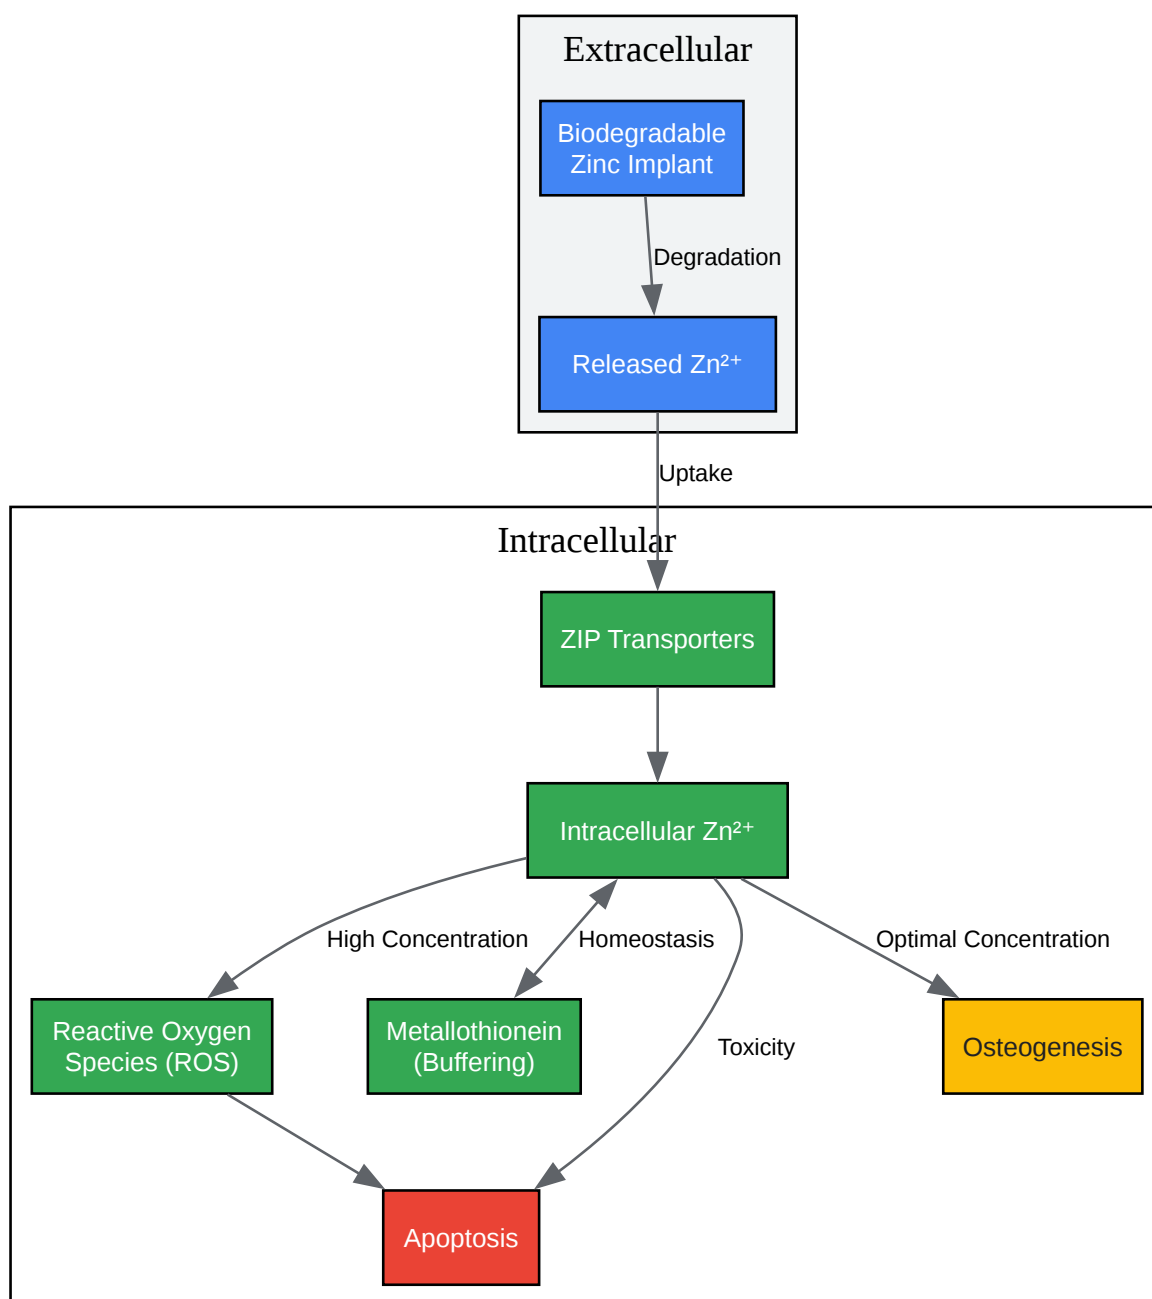 Extracellular
Biodegradable
Zinc Implant
Degradation
Released Zn²⁺
Uptake
Intracellular
ZIP Transporters
Intracellular Zn²⁺
High Concentration
Homeostasis
Optimal Concentration
Reactive Oxygen
Species (ROS)
Metallothionein
(Buffering)
Toxicity
Osteogenesis
Apoptosis